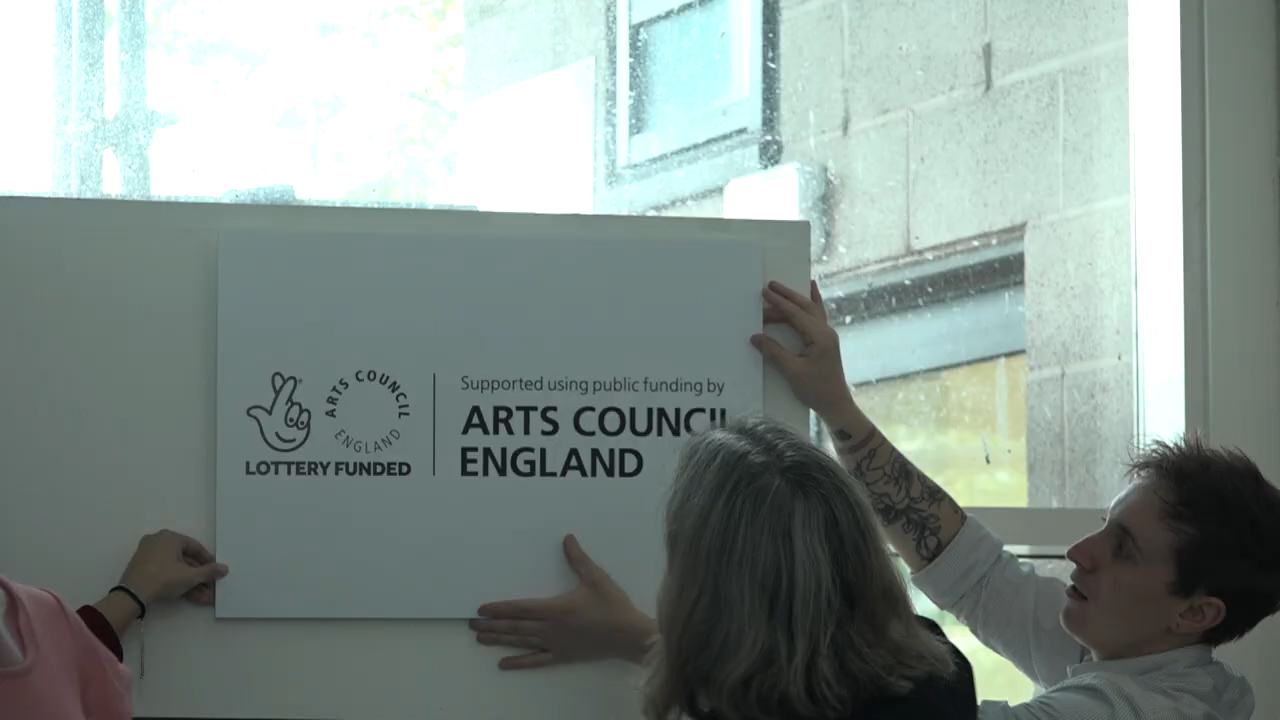 ARTS COUNCIL
ENGLAND
LOTTERY FUNDED
Supported using public funding by
ARTS COUNCIL
ENGLAND